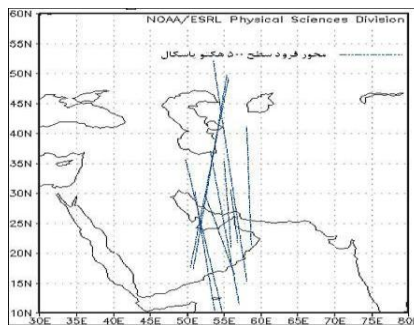 NOAA/ESRL Physical Sciences Division
محور فرود سطح ۵۰۰ هکتو پاسکال
60N
55N
50N
45N
40N
35N
30N
25N
20N
15N
10N
30E 35E 40E 45E 50E 55E 60E 65E 70E 75E 80E